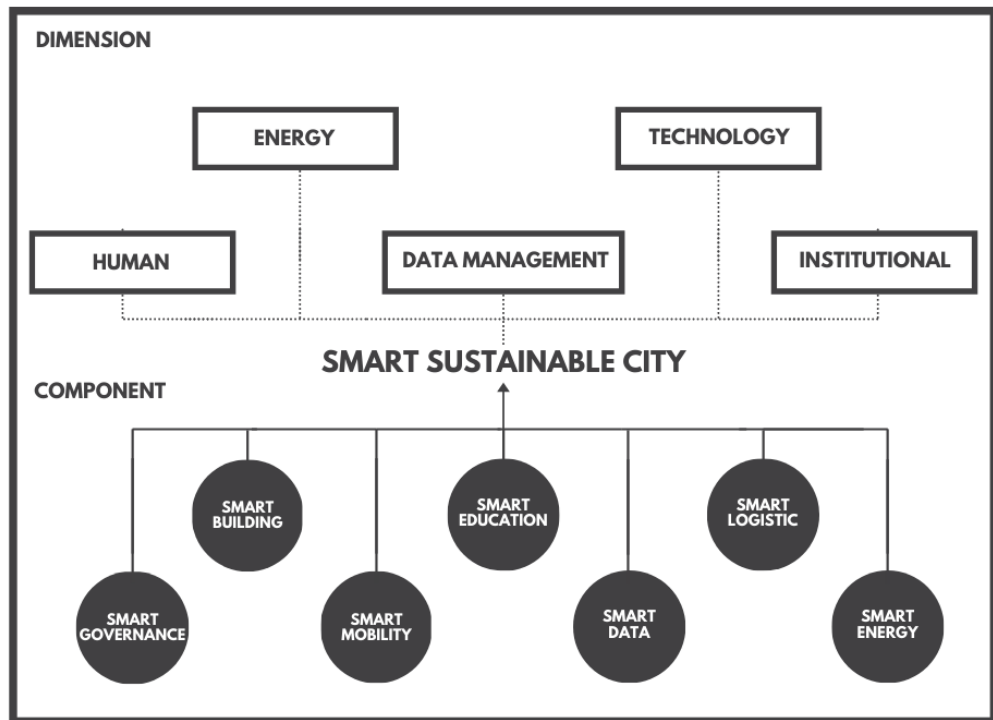 DIMENSION
ENERGY
TECHNOLOGY
HUMAN
DATA MANAGEMENT
INSTITUTIONAL
SMART SUSTAINABLE CITY
COMPONENT
SMART
BUILDING
SMART
EDUCATION
SMART
LOGISTIC
SMART
GOVERNANCE
SMART
MOBILITY
SMART
DATA
SMART
ENERGY